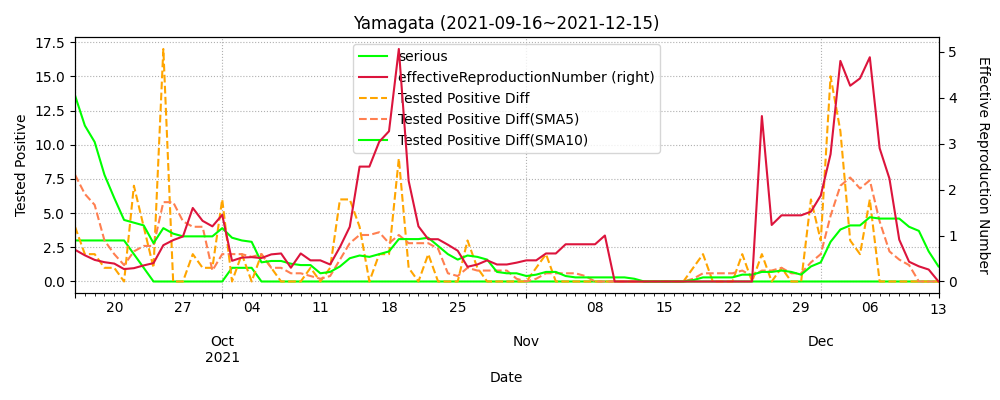 Yamagata (2021-09-16~2021-12-15)
serious
effectiveReproductionNumber (right)
Tested Positive Diff
Tested Positive Diff(SMA5)
Tested Positive Diff(SMA10)
Tested Positive
17.5
15.0
12.5
10.0
7.5
5.0
2.5
0.0
Effective Reproduction Number
5
4
3
2
1
0
20 27 04 11 18 25 08 15 22 29 06 13
Oct Nov Dec
2021
Date